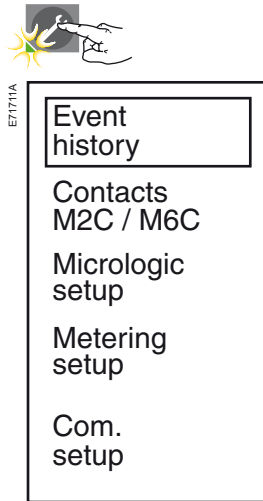 E71711A
Event
history
Contacts
M2C / M6C
Micrologic
setup
Metering
setup
Com.
setup